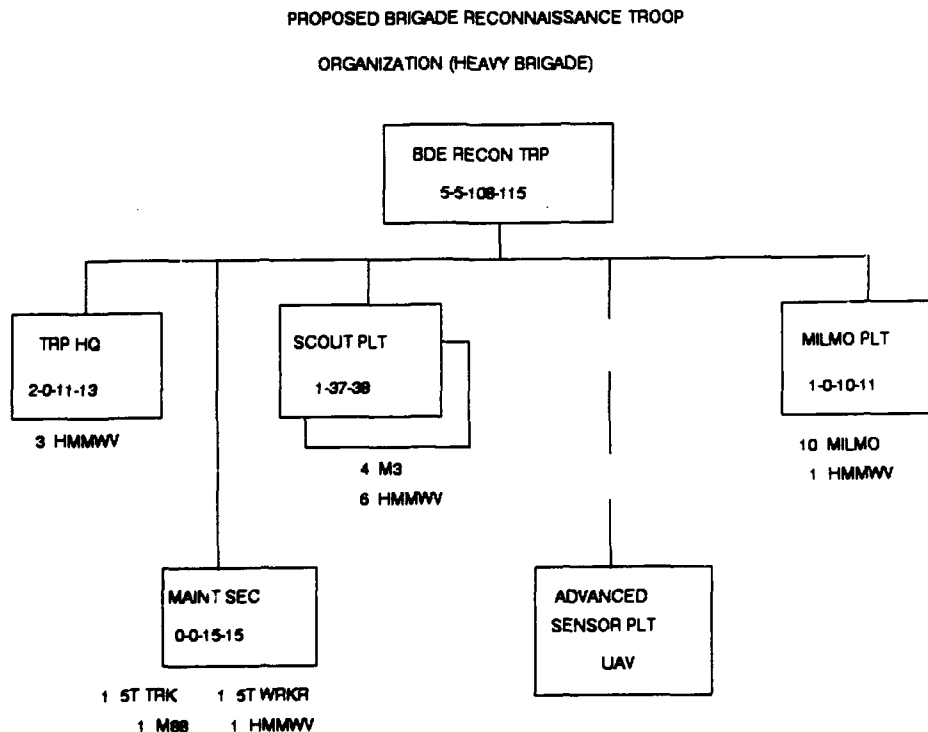 PROPOSED BRIGADE RECONNAISSANCE TROOP
ORGANIZATION (HEAVY BRIGADE)
BDE RECON TRP
5-5-108-115
TRP HQ
2-0-11-13
3 HMMWV
SCOUT PLT
1-37-38
4 M3
6 HMMWV
MILMO PLT
1-0-10-11
10 MILMO
1 HMMWV
MAINT SEC
0-0-15-15
1 5T TRK 1 5T WRKR
1 M88 1 HMMWV
ADVANCED
SENSOR PLT
UAV